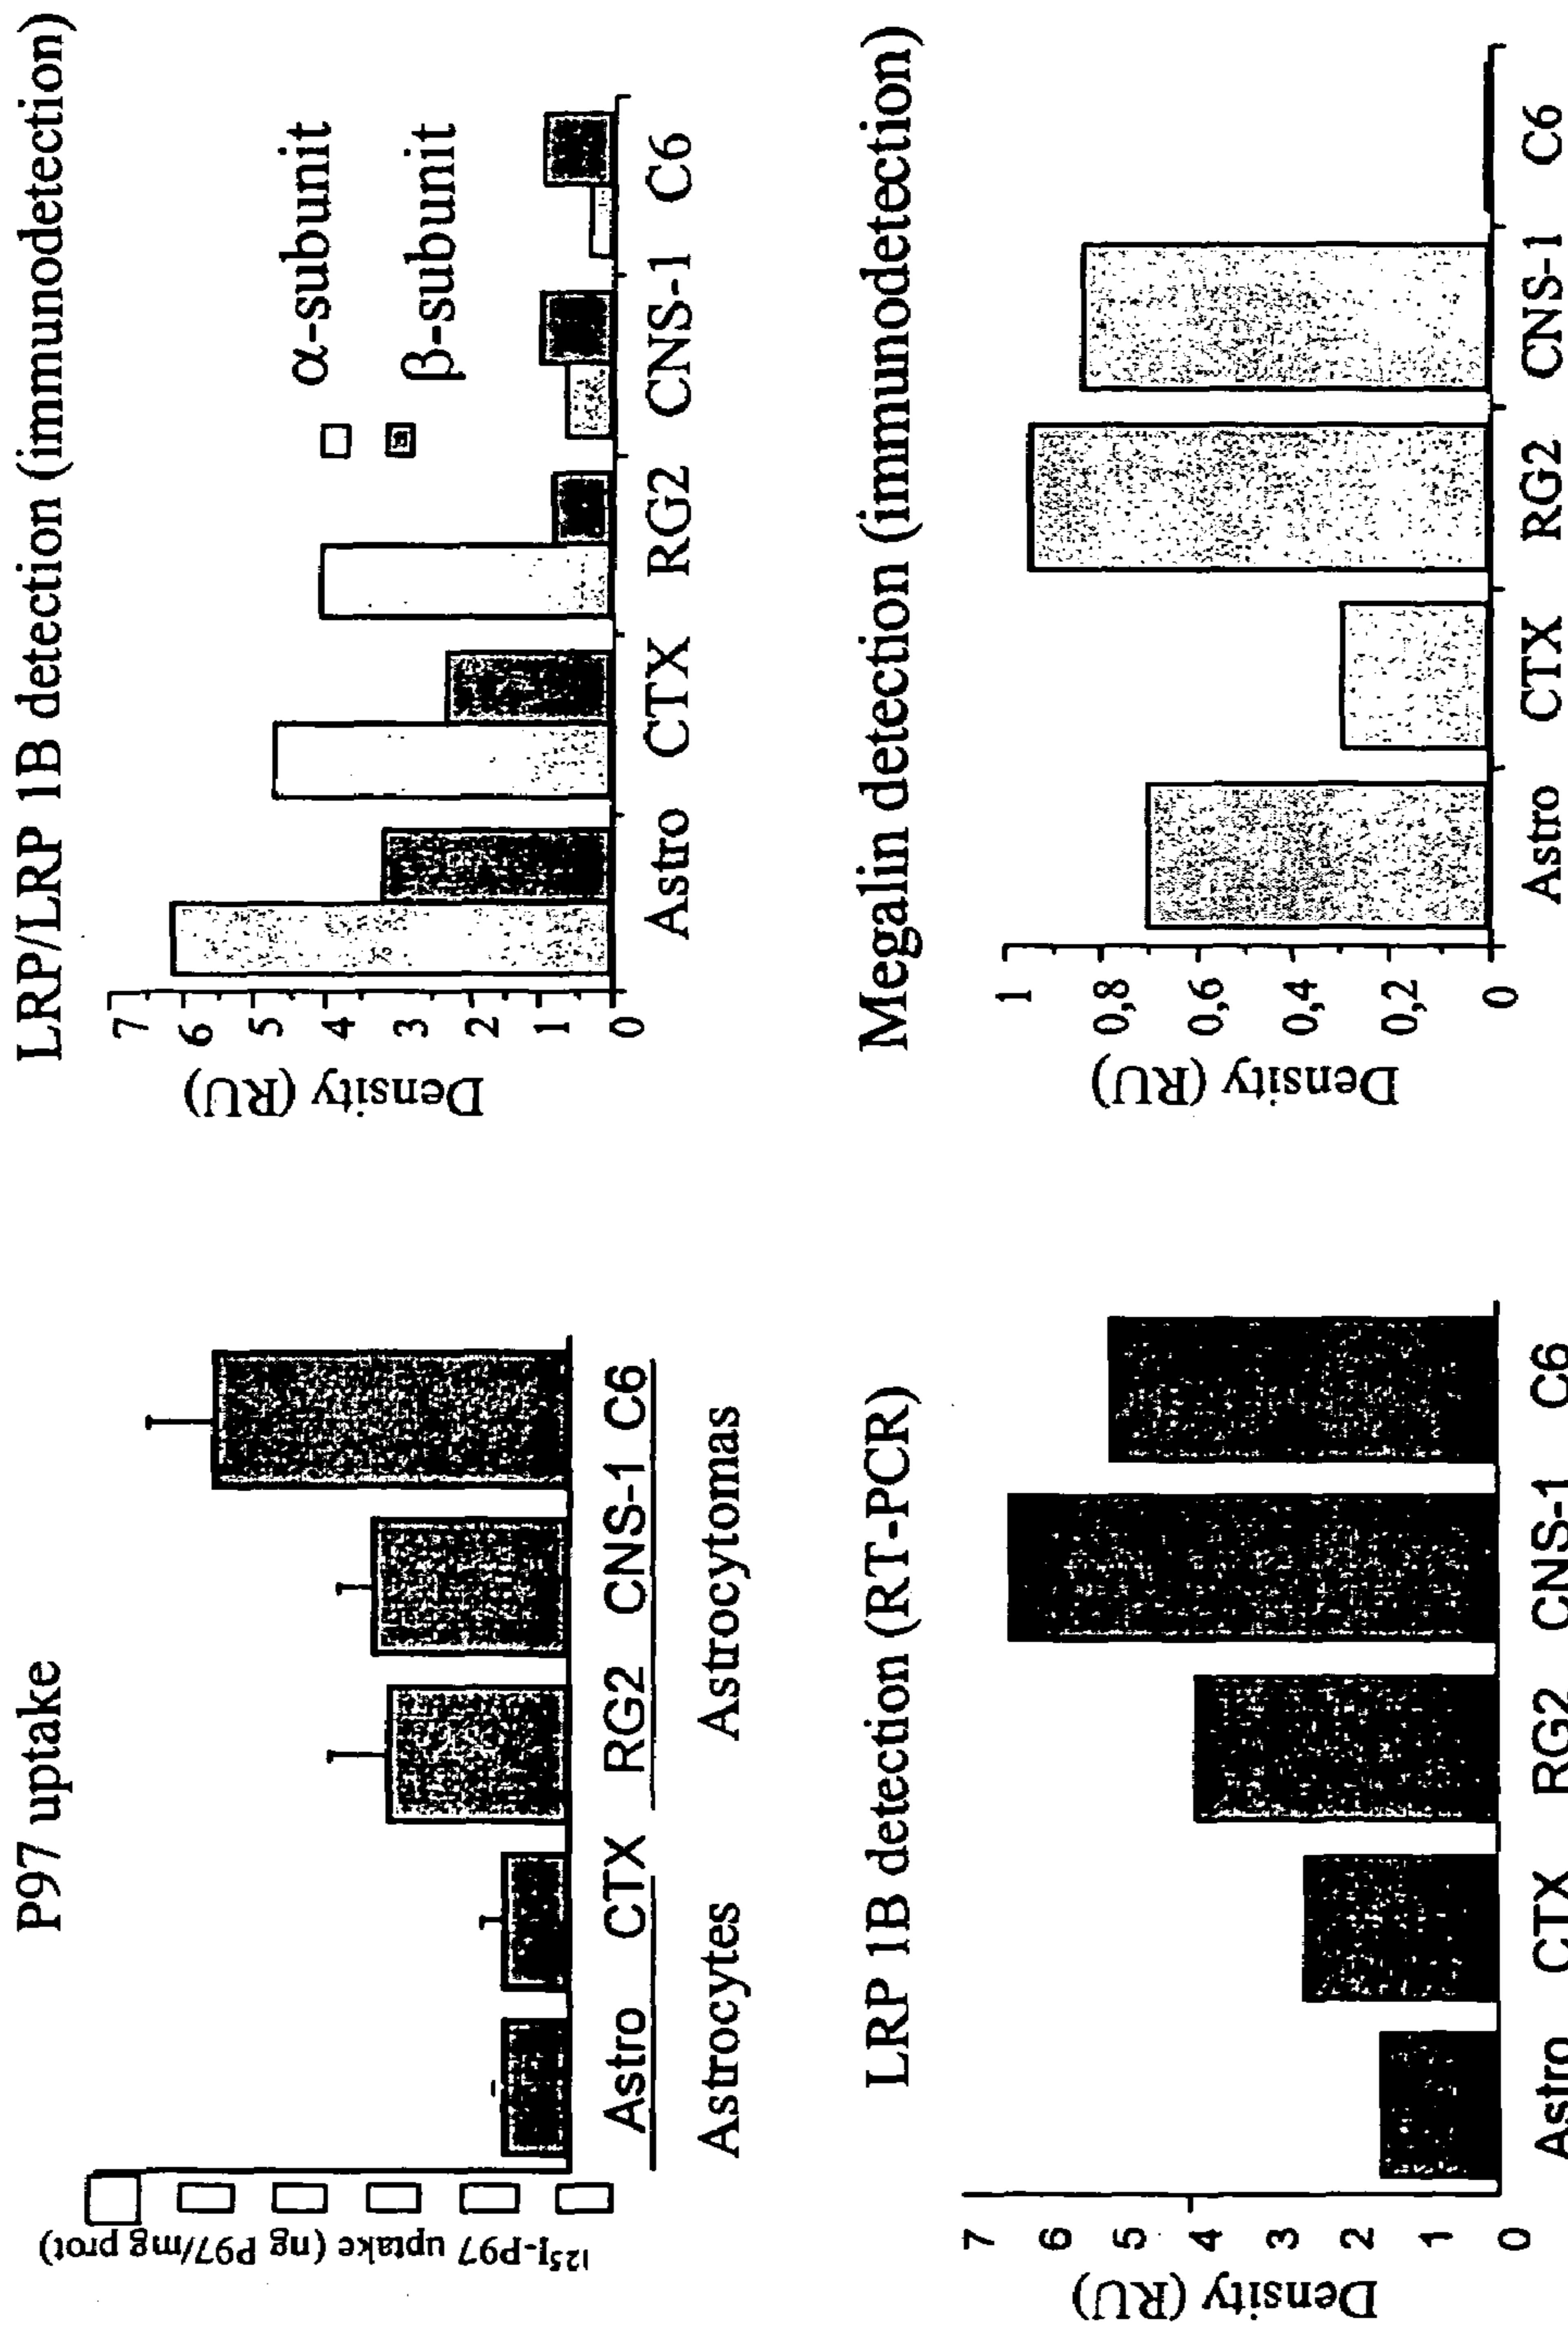 P97 uptake
¹²⁵I-P97 uptake (ng P97/mg prot)
Astro CTX RG2 CNS-1 C6
Astrocytes Astrocytomas
LRP/LRP 1B detection (immunodetection)
α-subunit
β-subunit
Density (RU)
7
6
5
4
3
2
1
0
Astro CTX RG2 CNS-1 C6
LRP 1B detection (RT-PCR)
Density (RU)
7
6
5
4
3
2
1
0
Astro CTX RG2 CNS-1 C6
Megalin detection (immunodetection)
Density (RU)
1
0,8
0,6
0,4
0,2
0
Astro CTX RG2 CNS-1 C6